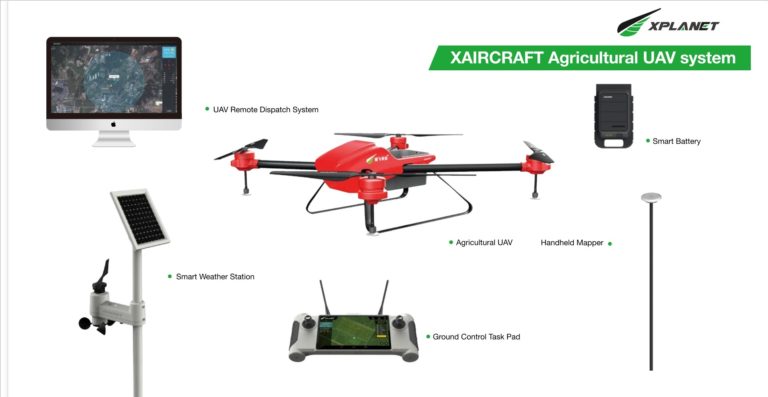 XPLANET
XAIRCRAFT Agricultural UAV system
UAV Remote Dispatch System
Smart Battery
Agricultural UAV
Handheld Mapper
Smart Weather Station
Ground Control Task Pad